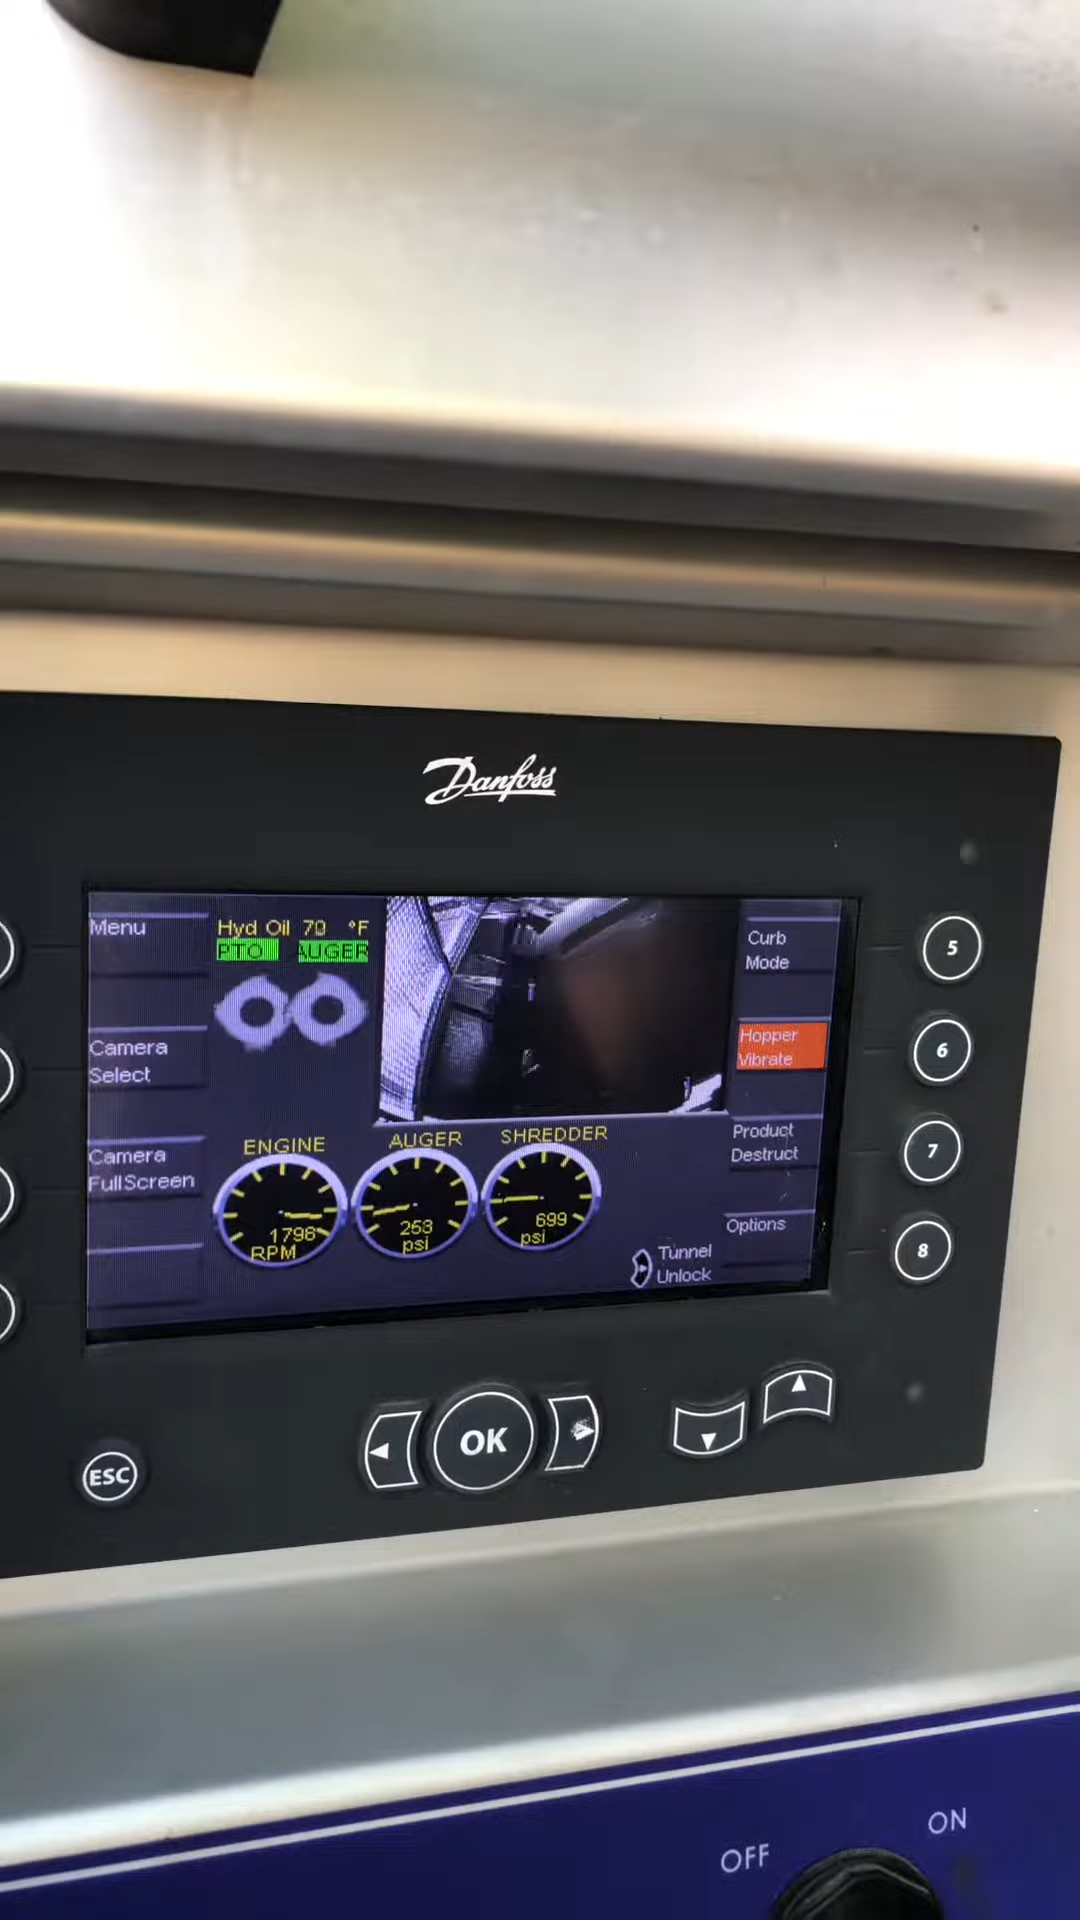 Danfoss
Menu
Hyd Oil 70 °F
PTO AUGER
Curb
Mode
Camera
Select
Hopper
Vibrate
Camera
FullScreen
Product
Destruct
ENGINE
AUGER
SHREDDER
1798
RPM
253
psi
699
psi
Options
Tunnel
Unlock
5
6
7
8
ESC
OK
OFF
ON